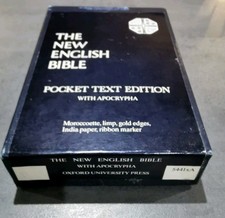 THE
NEW
ENGLISH
BIBLE
POCKET TEXT EDITION
WITH APOCRYPHA
Moroccoette, limp, gold edges,
India paper, ribbon marker
THE NEW ENGLISH BIBLE
WITH APOCRYPHA
OXFORD UNIVERSITY PRESS